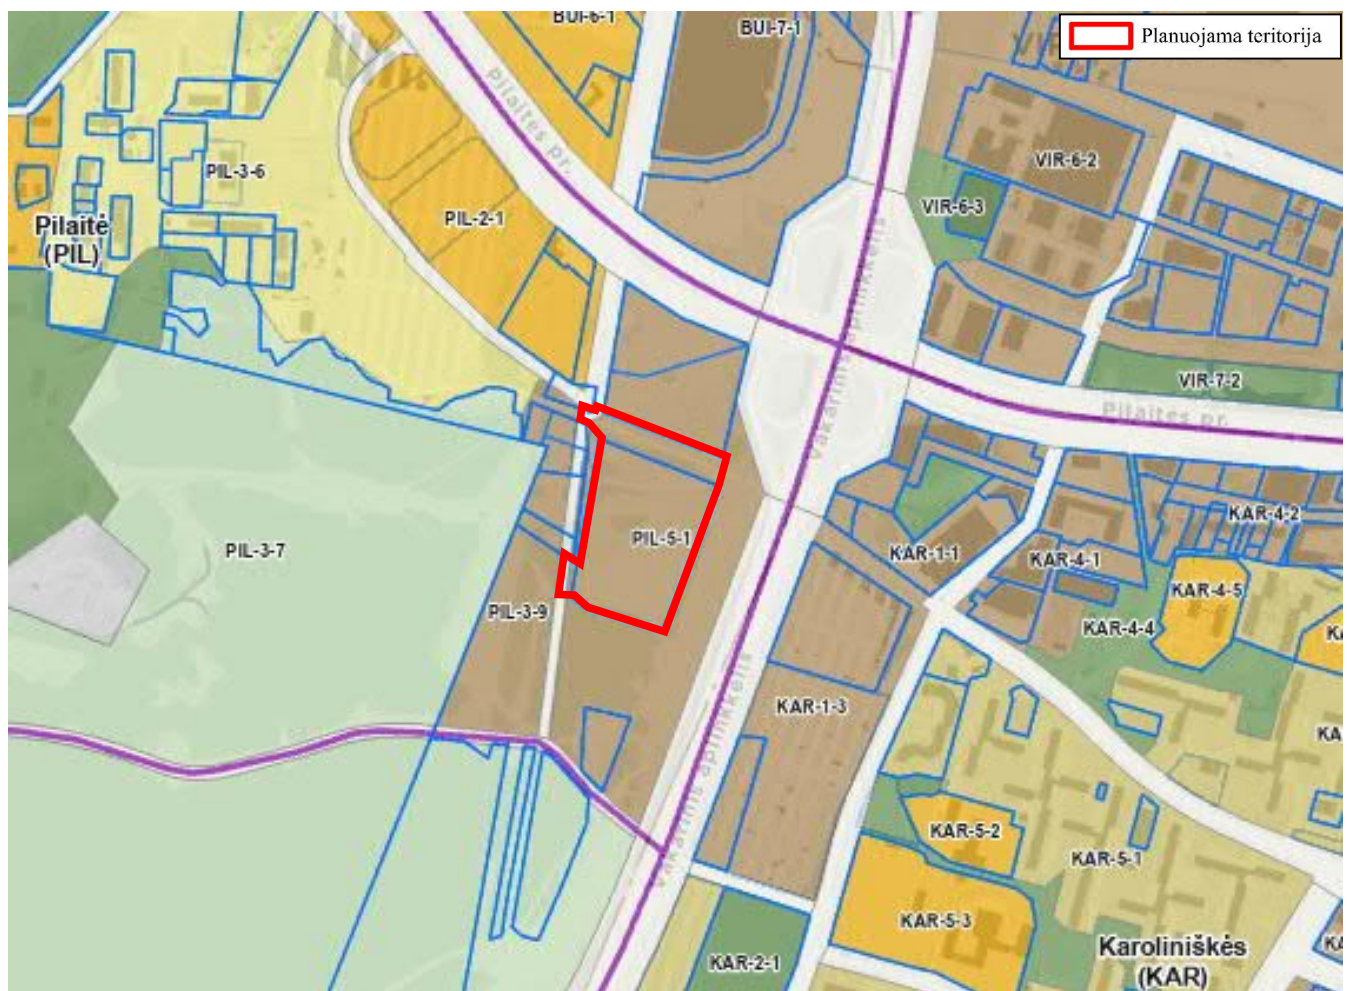 BUI-6-1
BUI-7-1
Planuojama teritorija
Pilaitės pr.
VIR-6-2
PIL-3-6
PIL-2-1
VIR-6-3
Pilaitė
(PIL)
Vakarinis aplinkkelis
VIR-7-2
Pilaitės pr.
KAR-4-2
PIL-5-1
PIL-3-7
KAR-1-1
KAR-4-1
KAR-4-5
PIL-3-9
KAR-4-4
KAR-1-3
Vakarinis aplinkkelis
KAR-5-2
KAR-5-1
KAR-5-3
Karoliniškės
(KAR)
KAR-2-1